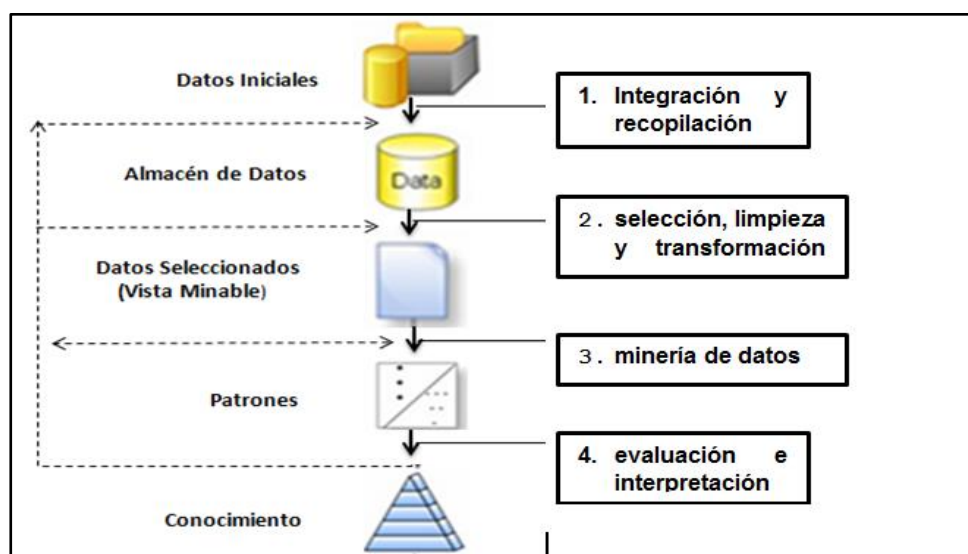 Datos Iniciales
1. Integración y
recopilación
Almacén de Datos
Data
2. selección, limpieza
y transformación
Datos Seleccionados
(Vista Minable)
3. minería de datos
Patrones
4. evaluación e
interpretación
Conocimiento